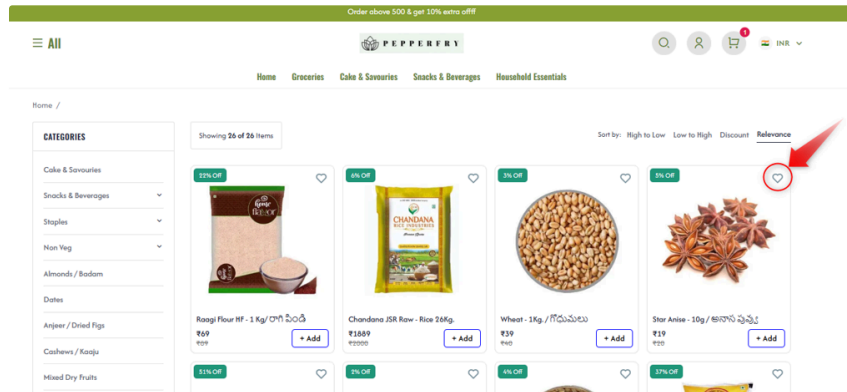 Order above 500 & get 10% extra offff
All
PEPPERFRY
1
INR
Home Groceries Cake & Savouries Snacks & Beverages Household Essentials
Home /
CATEGORIES
Showing 26 of 26 Items
Sort by: High to Low Low to High Discount Relevance
Cake & Savouries
Snacks & Beverages
Staples
Non Veg
Almonds / Badam
Dates
Anjeer / Dried Figs
Cashews / Kaaju
Mixed Dry Fruits
22% Off
6% Off
3% Off
5% Off
CHANDANA
RICE INDUSTRIES
Raagi Flour HF - 1 Kg/ రాగి పిండి
₹69
₹89
+ Add
Chandana JSR Raw - Rice 26Kg.
₹1889
₹2000
+ Add
Wheat - 1Kg. / గోధుమలు
₹39
₹40
+ Add
Star Anise - 10g / అనాస పువ్వు
₹19
₹20
+ Add
51% Off
2% Off
4% Off
37% Off